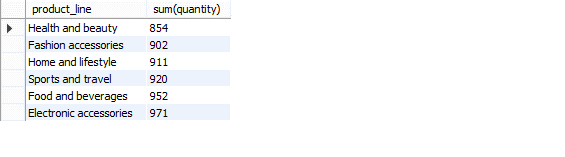 product_line sum(quantity)
Health and beauty 854
Fashion accessories 902
Home and lifestyle 911
Sports and travel 920
Food and beverages 952
Electronic accessories 971